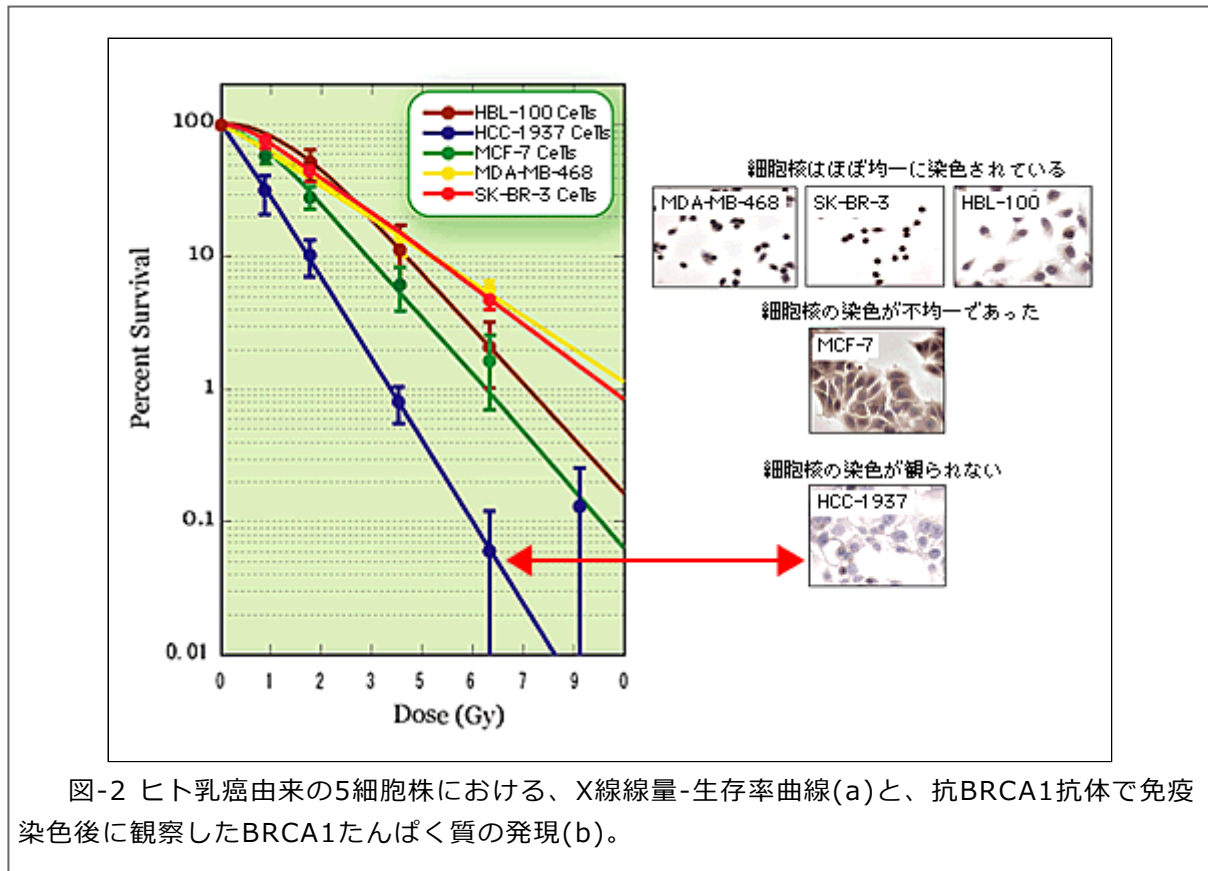 HBL-100 Cells
HCC-1937 Cells
MCF-7 Cells
MDA-MB-468
SK-BR-3 Cells
100
10
1
0.1
0.01
Percent Survival
0 1 2 3 4 5 6 7 9 0
Dose (Gy)
細胞核はほぼ均一に染色されている
MDA-MB-468
SK-BR-3
HBL-100
細胞核の染色が不均一であった
MCF-7
細胞核の染色が観られない
HCC-1937
図-2 ヒト乳癌由来の5細胞株における、X線線量-生存率曲線(a)と、抗BRCA1抗体で免疫
染色後に観察したBRCA1たんぱく質の発現(b)。